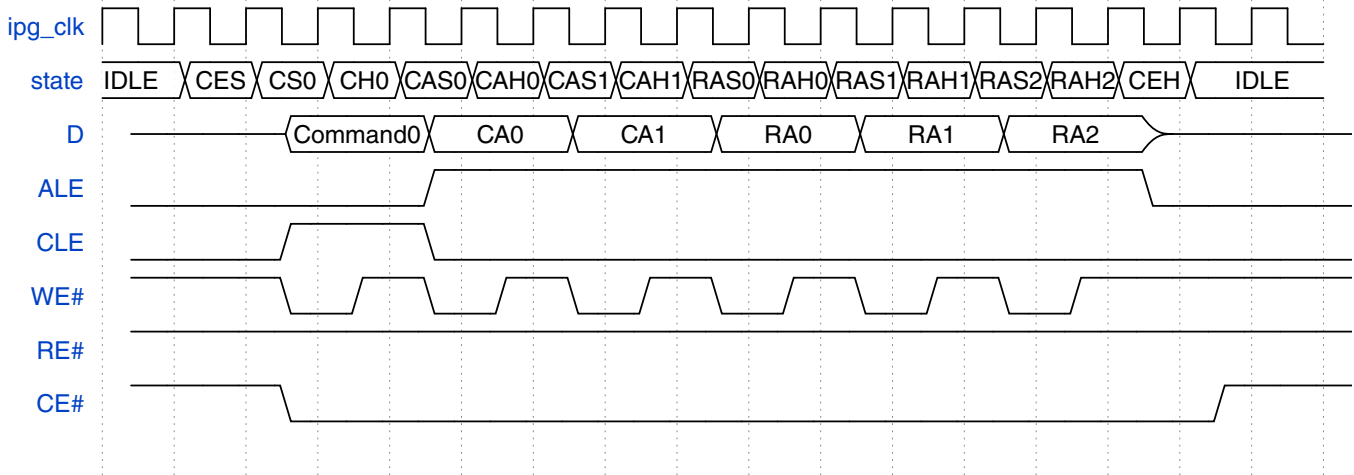 ipg_clk
state IDLE CES CS0 CH0 CAS0 CAH0 CAS1 CAH1 RAS0 RAH0 RAS1 RAH1 RAS2 RAH2 CEH IDLE
D Command0 CA0 CA1 RA0 RA1 RA2
ALE
CLE
WE#
RE#
CE#